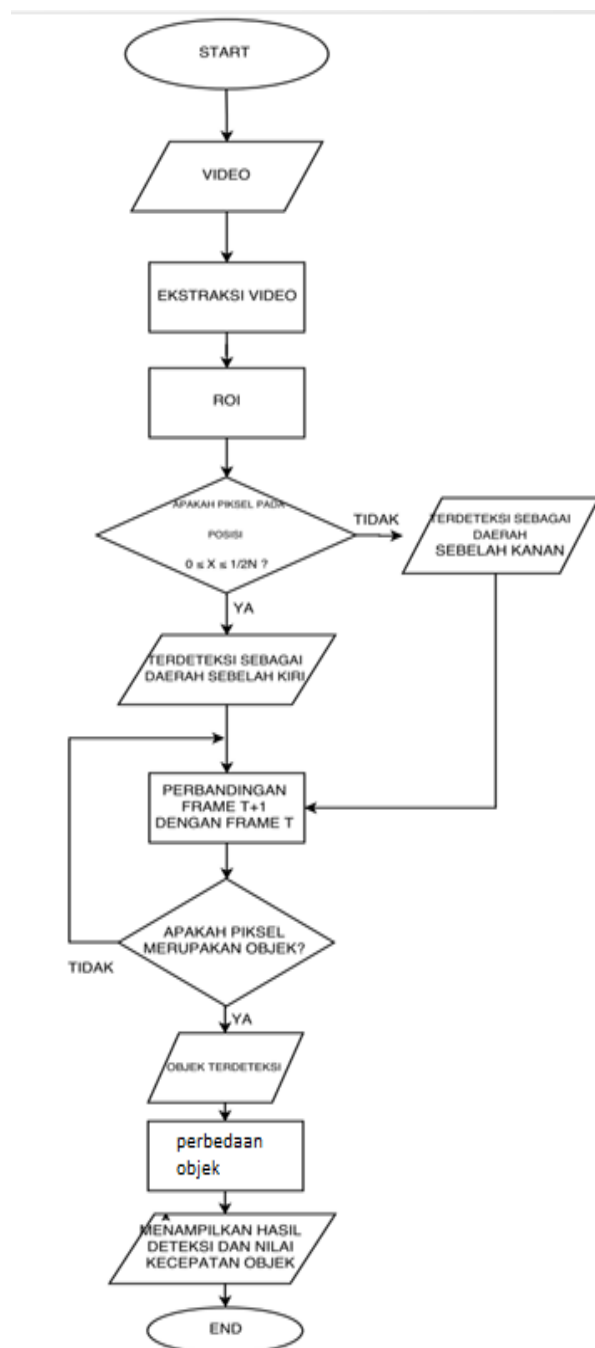 START
VIDEO
EKSTRAKSI VIDEO
ROI
APAKAH PIKSEL PADA
POSISI
0 ≤ X ≤ 1/2N ?
TIDAK
TERDETEKSI SEBAGAI
DAERAH
SEBELAH KANAN
YA
TERDETEKSI SEBAGAI
DAERAH SEBELAH KIRI
PERBANDINGAN
FRAME T+1
DENGAN FRAME T
APAKAH PIKSEL
MERUPAKAN OBJEK?
TIDAK
YA
OBJEK TERDETEKSI
perbedaan
objek
MENAMPILKAN HASIL
DETEKSI DAN NILAI
KECEPATAN OBJEK
END